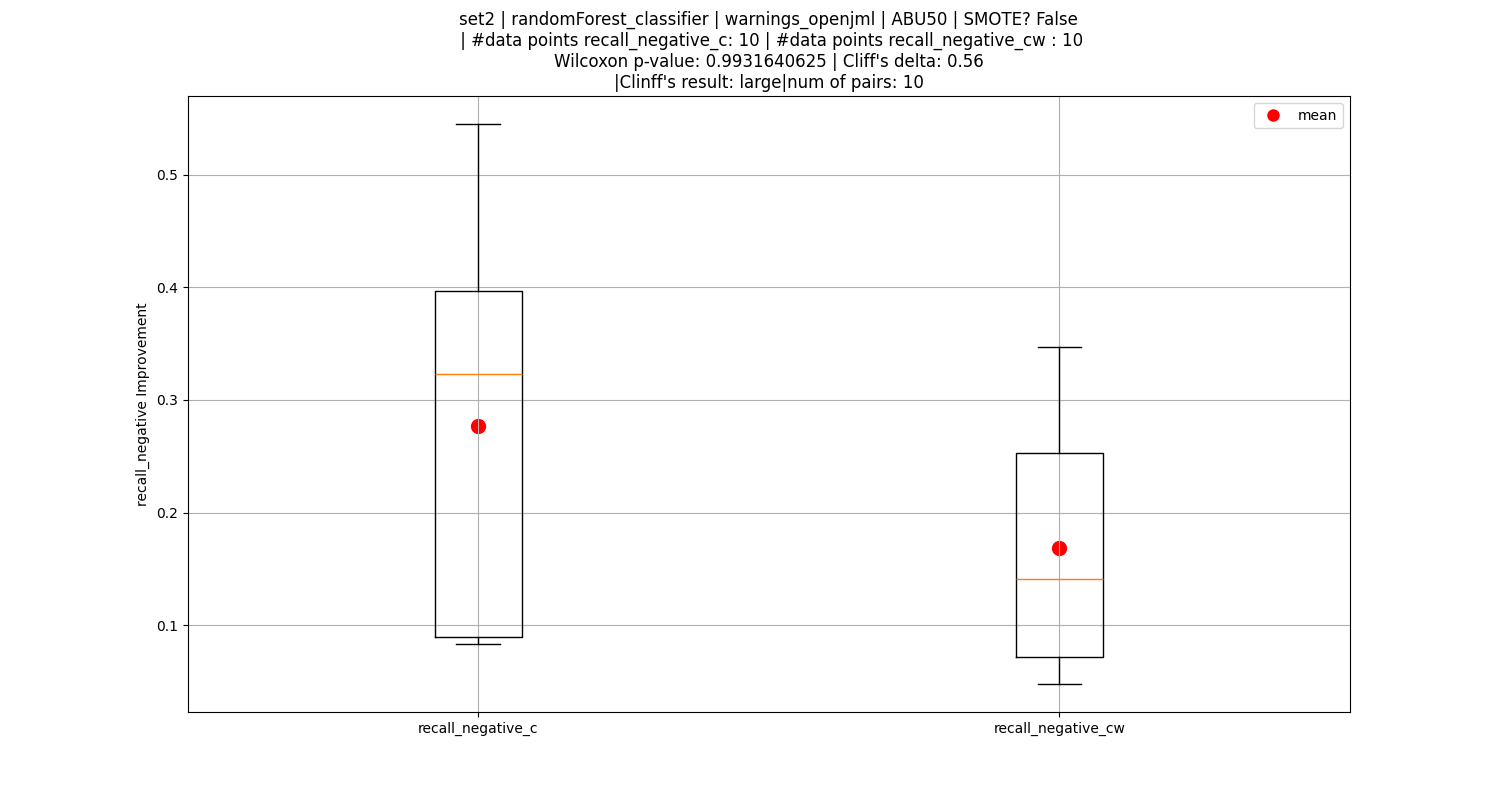 set2 | randomForest_classifier | warnings_openjml | ABU50 | SMOTE? False
| #data points recall_negative_c: 10 | #data points recall_negative_cw : 10
Wilcoxon p-value: 0.9931640625 | Cliff's delta: 0.56
|Clinff's result: large|num of pairs: 10
mean
recall_negative Improvement
0.5
0.4
0.3
0.2
0.1
recall_negative_c
recall_negative_cw